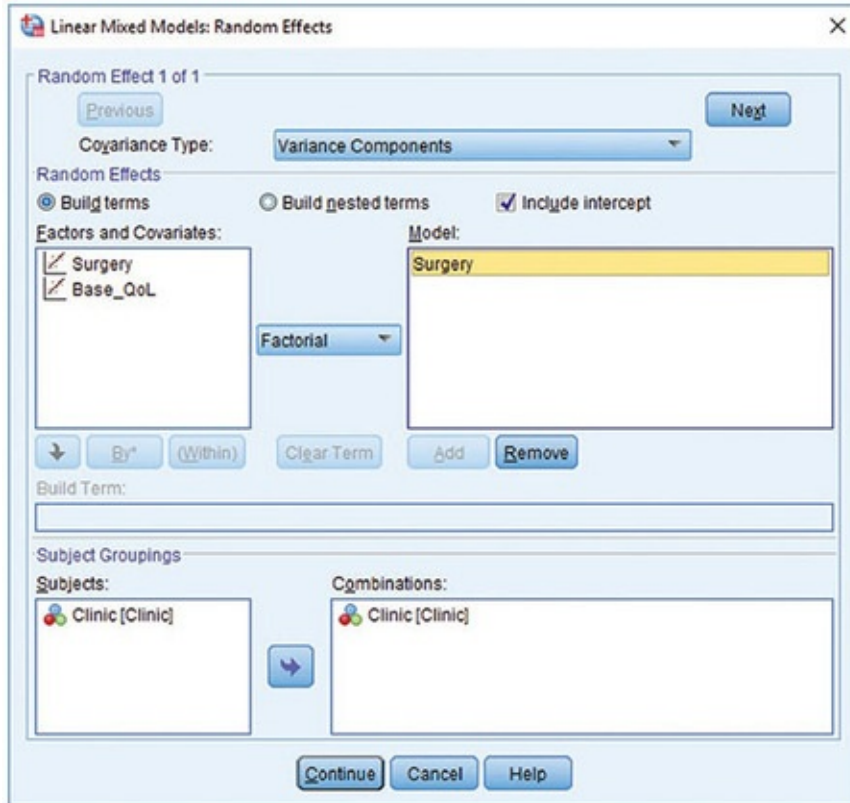 Linear Mixed Models: Random Effects
Random Effect 1 of 1
Previous
Next
Covariance Type:
Variance Components
Random Effects
Build terms
Build nested terms
Include intercept
Factors and Covariates:
Model:
Surgery
Base_QoL
Surgery
Factorial
By*
(Within)
Clear Term
Add
Remove
Build Term:
Subject Groupings
Subjects:
Combinations:
Clinic [Clinic]
Clinic [Clinic]
Continue
Cancel
Help